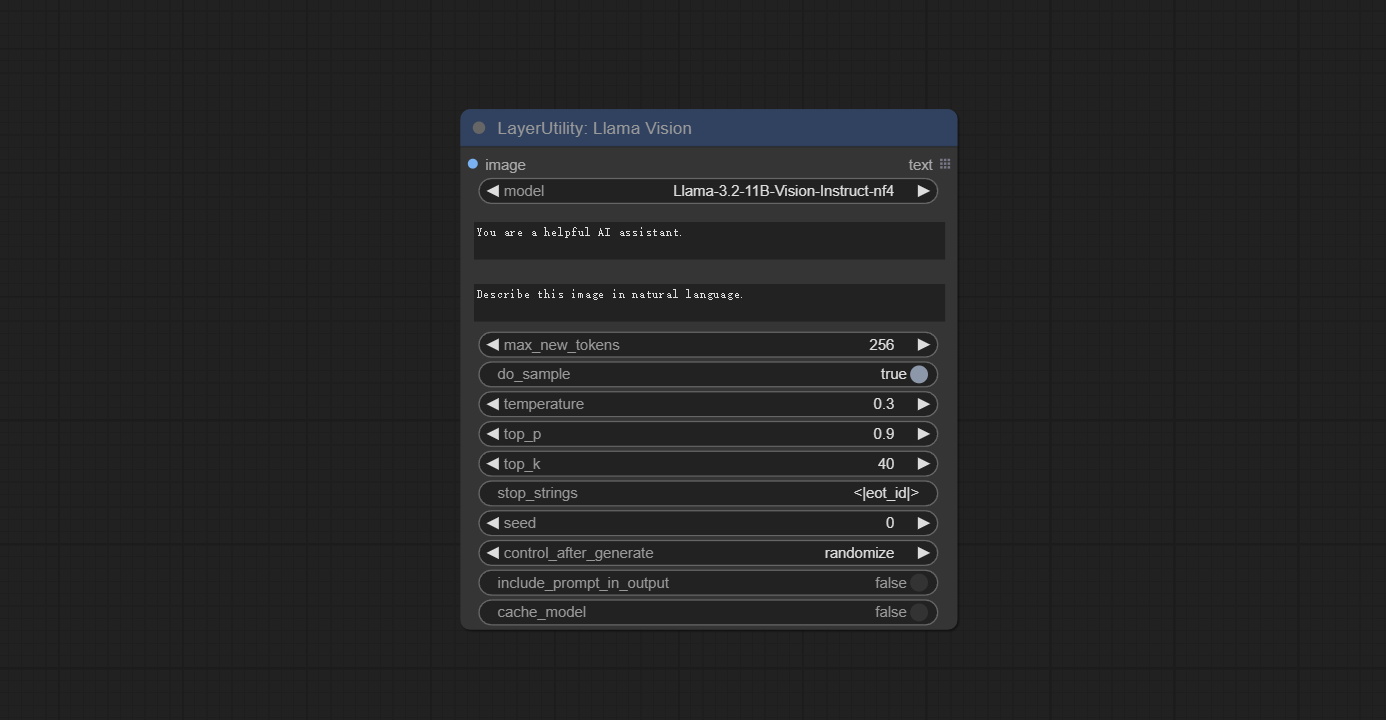 LayerUtility: Llama Vision
image text
model Llama-3.2-11B-Vision-Instruct-nf4
You are a helpful AI assistant.
Describe this image in natural language.
max_new_tokens 256
do_sample true
temperature 0.3
top_p 0.9
top_k 40
stop_strings <|eot_id|>
seed 0
control_after_generate randomize
include_prompt_in_output false
cache_model false